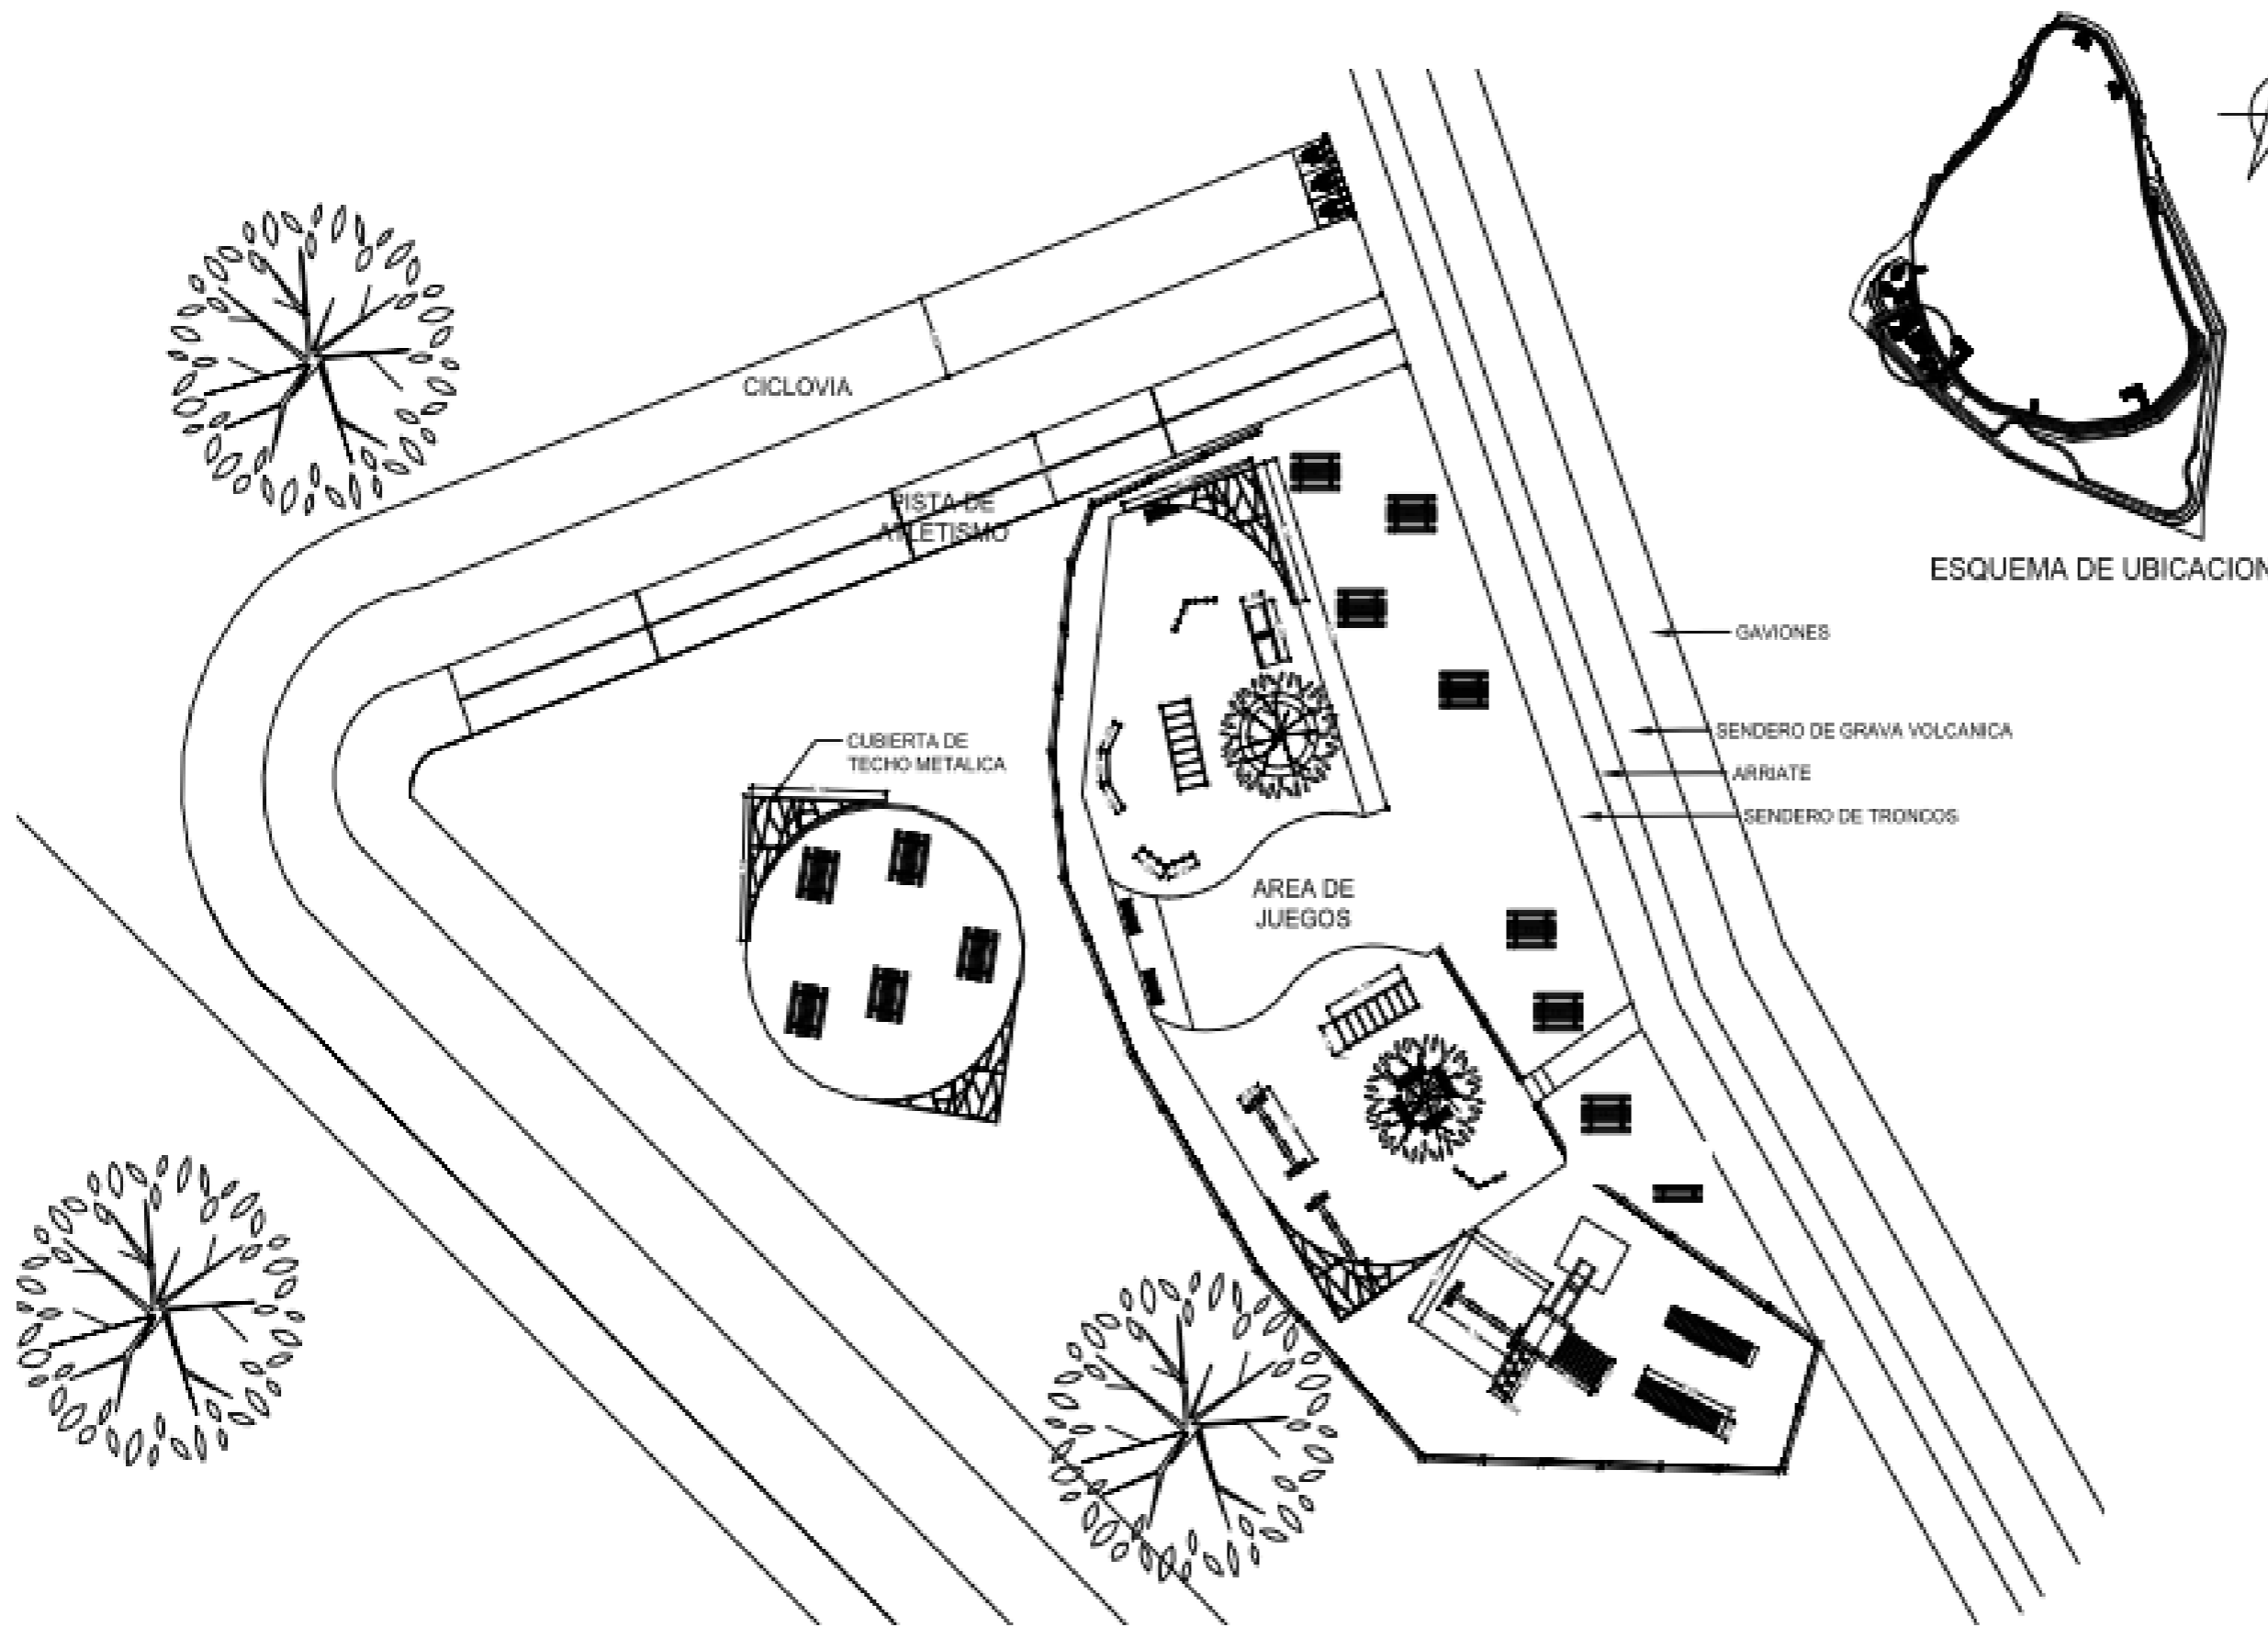 CICLOVIA
PISTA DE
ATLETISMO
CUBIERTA DE
TECHO METALICA
AREA DE
JUEGOS
ESQUEMA DE UBICACION
GAVIONES
SENDERO DE GRAVA VOLCANICA
ARRIATE
SENDERO DE TRONCOS